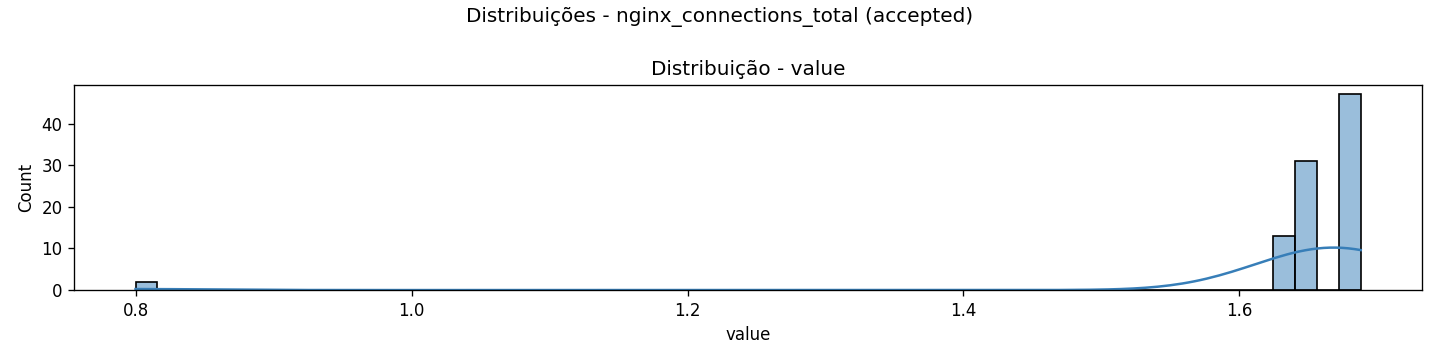 Distribuições - nginx_connections_total (accepted)
Distribuição - value
40
30
20
10
0
Count
0.8 1.0 1.2 1.4 1.6
value